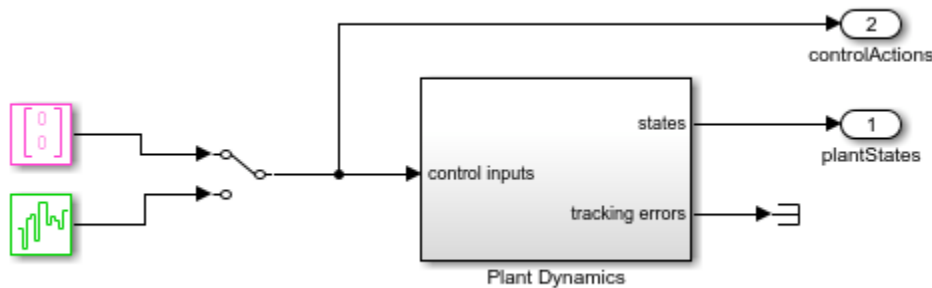 2
controlActions
0
0
states
1
plantStates
control inputs
tracking errors
Plant Dynamics